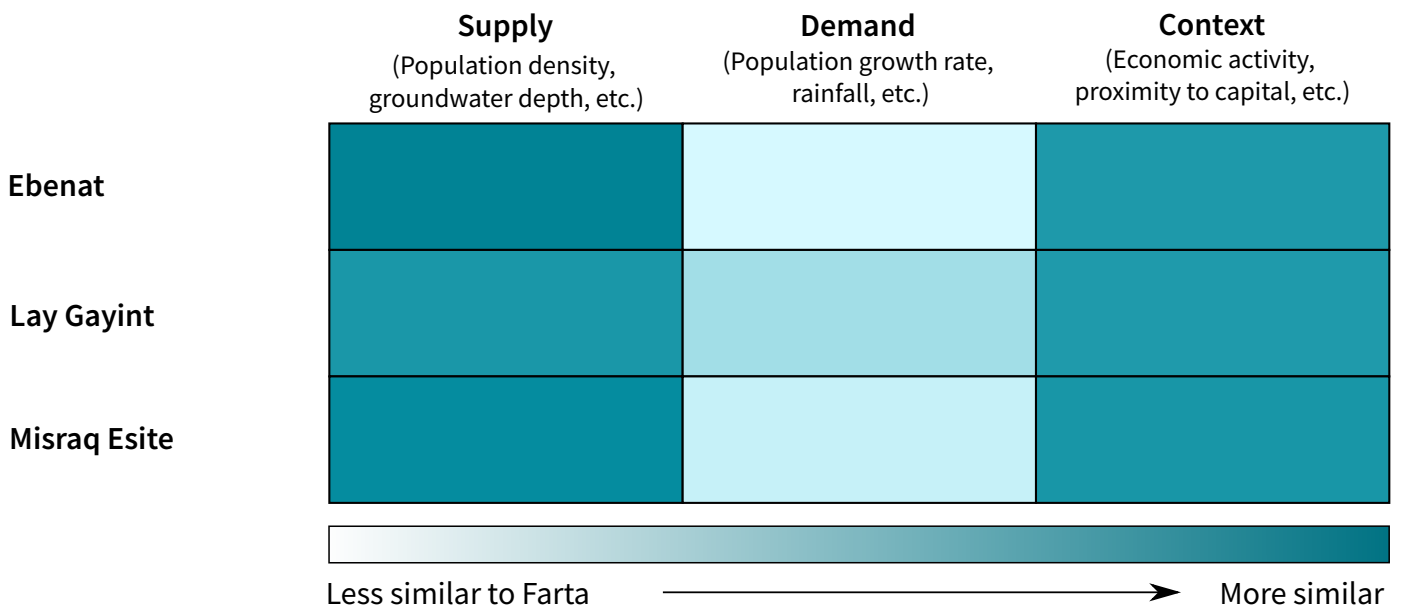 Supply
(Population density,
groundwater depth, etc.)
Demand
(Population growth rate,
rainfall, etc.)
Context
(Economic activity,
proximity to capital, etc.)
Ebenat
Lay Gayint
Misraq Esite
Less similar to Farta
More similar